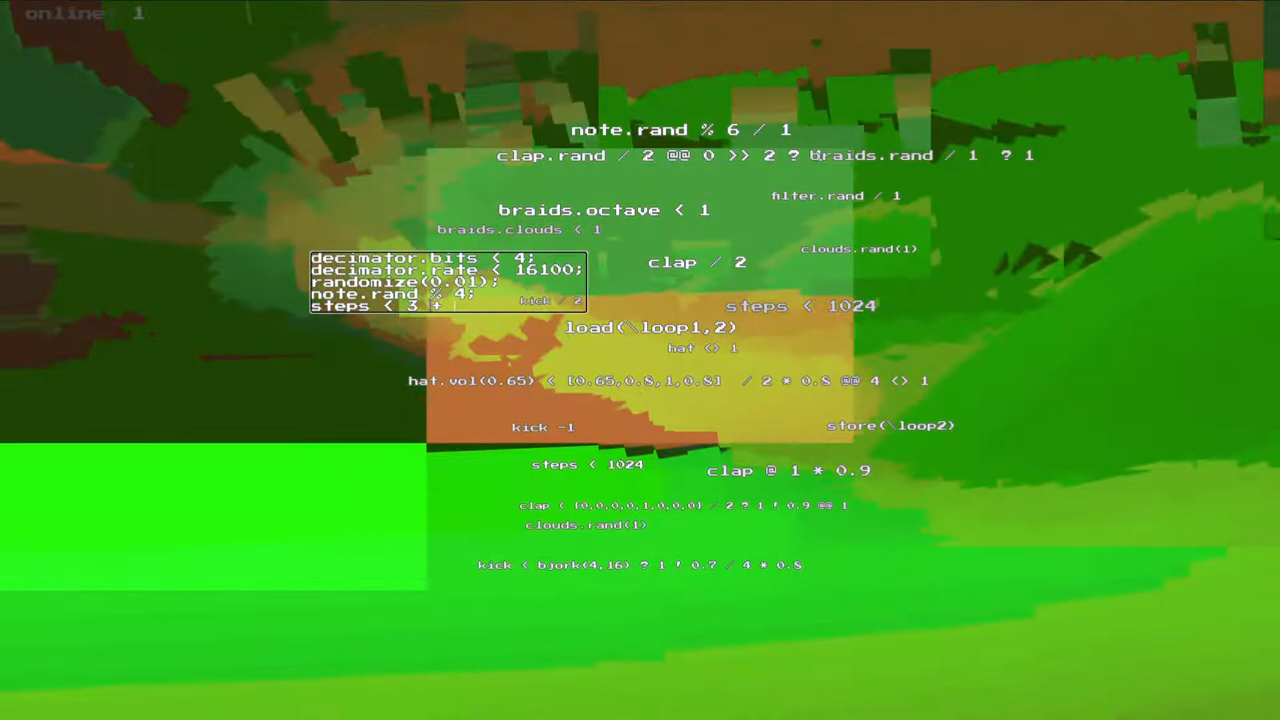 online: 1
note.rand % 6 / 1
clap.rand / 2 @@ 0 >> 2 ? braids.rand / 1 ? 1
filter.rand / 1
braids.octave < 1
braids.clouds < 1
clouds.rand(1)
decimator.bits < 4;
decimator.rate < 16100;
randomize(0.01);
note.rand % 4;
steps < 3 +
clap / 2
kick / 2
steps < 1024
load(\loop1,2)
hat <> 1
hat.vol(0.65) < [0.65,0.8,1,0.8] / 2 * 0.8 @@ 4 <> 1
kick -1
store(\loop2)
steps < 1024
clap @ 1 * 0.9
clap < [0,0,0,0,1,0,0,0] / 2 ? 1 ! 0.9 @@ 1
clouds.rand(1)
kick < bjork(4,16) ? 1 ! 0.7 / 4 * 0.8